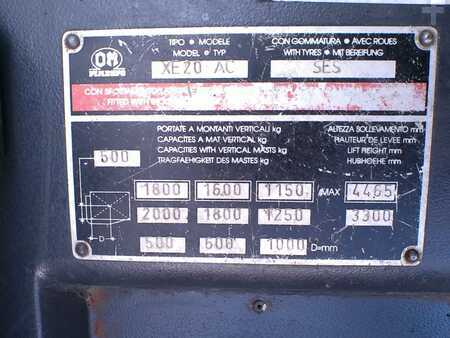 OM
PIMESPO
TIPO • MODELE
MODEL • TYP
XE20 AC
CON GOMMATURA • AVEC ROUES
WITH TYRES • MIT BEREIFUNG
SES
PORTATE A MONTANTI VERTICALI kg
CAPACITES A MAT VERTICAL kg
CAPACITIES WITH VERTICAL MASTS kg
TRAGFAEHIGKEIT DES MASTES kg
ALTEZZA SOLLEVAMENTO mm
HAUTEUR DE LEVEE mm
LIFT HEIGHT mm
HUBHOEHE mm
500
1800 1600 1150 MAX 4465
2000 1800 1250 3300
D
500 600 1000 D=mm